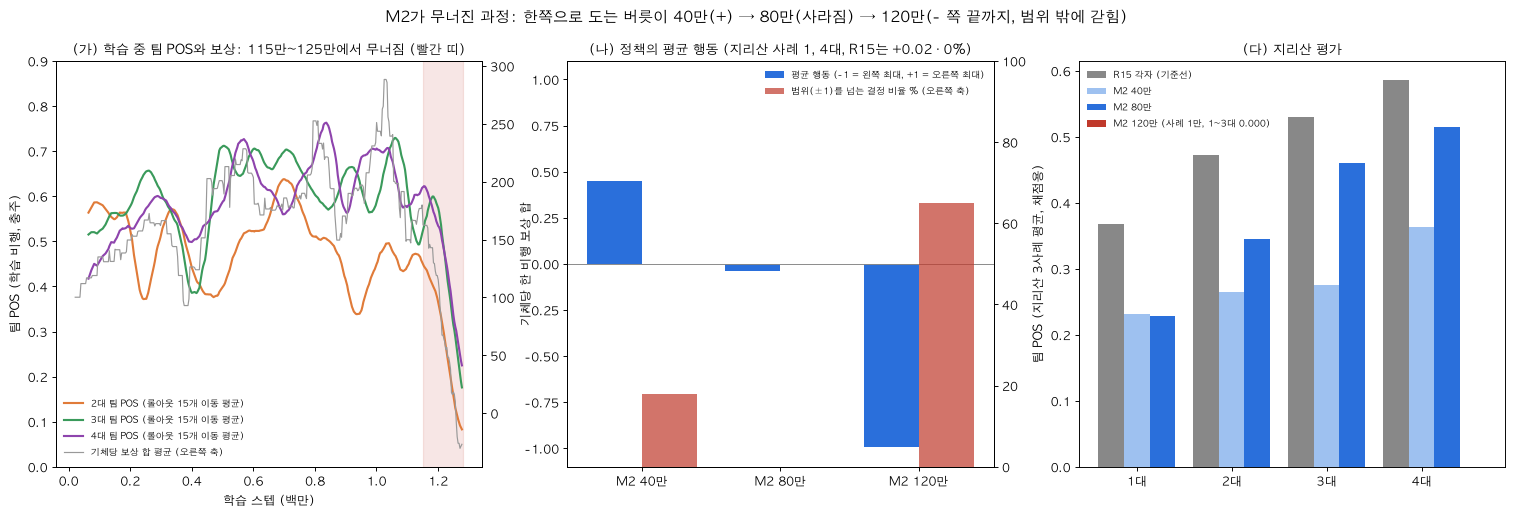 M2가 무너진 과정: 한쪽으로 도는 버릇이 40만(+) → 80만(사라짐) → 120만(- 쪽 끝까지, 범위 밖에 갇힘)
(가) 학습 중 팀 POS와 보상: 115만~125만에서 무너짐 (빨간 띠)
팀 POS (학습 비행, 충주)
0.9
0.8
0.7
0.6
0.5
0.4
0.3
0.2
0.1
0.0
300
250
200
150
100
50
0
기체당 한 비행 보상 합
2대 팀 POS (롤아웃 15개 이동 평균)
3대 팀 POS (롤아웃 15개 이동 평균)
4대 팀 POS (롤아웃 15개 이동 평균)
기체당 보상 합 평균 (오른쪽 축)
0.0 0.2 0.4 0.6 0.8 1.0 1.2
학습 스텝 (백만)
(나) 정책의 평균 행동 (지리산 사례 1, 4대, R15는 +0.02 · 0%)
평균 행동 (-1 = 왼쪽 최대, +1 = 오른쪽 최대)
범위(±1)를 넘는 결정 비율 % (오른쪽 축)
1.00
0.75
0.50
0.25
0.00
-0.25
-0.50
-0.75
-1.00
100
80
60
40
20
0
M2 40만 M2 80만 M2 120만
(다) 지리산 평가
팀 POS (지리산 3사례 평균, 채점용)
0.6
0.5
0.4
0.3
0.2
0.1
0.0
R15 각자 (기준선)
M2 40만
M2 80만
M2 120만 (사례 1만, 1~3대 0.000)
1대 2대 3대 4대